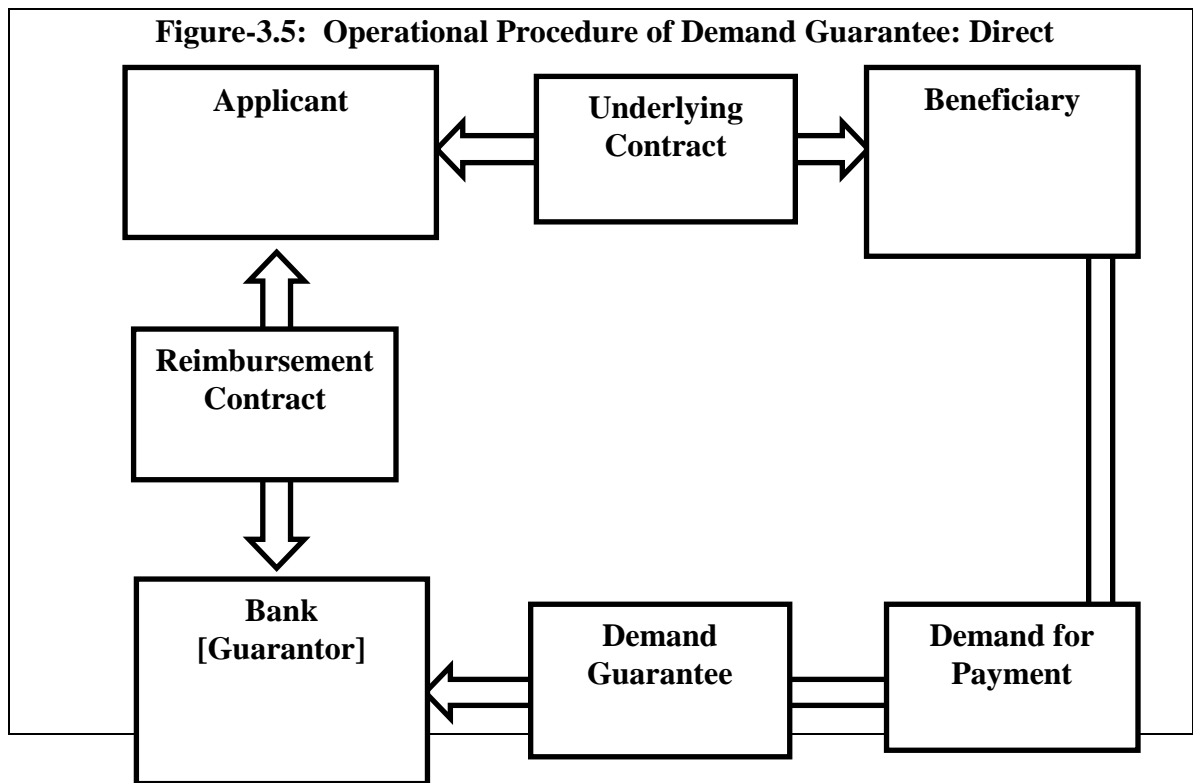 Figure-3.5: Operational Procedure of Demand Guarantee: Direct
Applicant
Underlying
Contract
Beneficiary
Reimbursement
Contract
Bank
[Guarantor]
Demand
Guarantee
Demand for
Payment